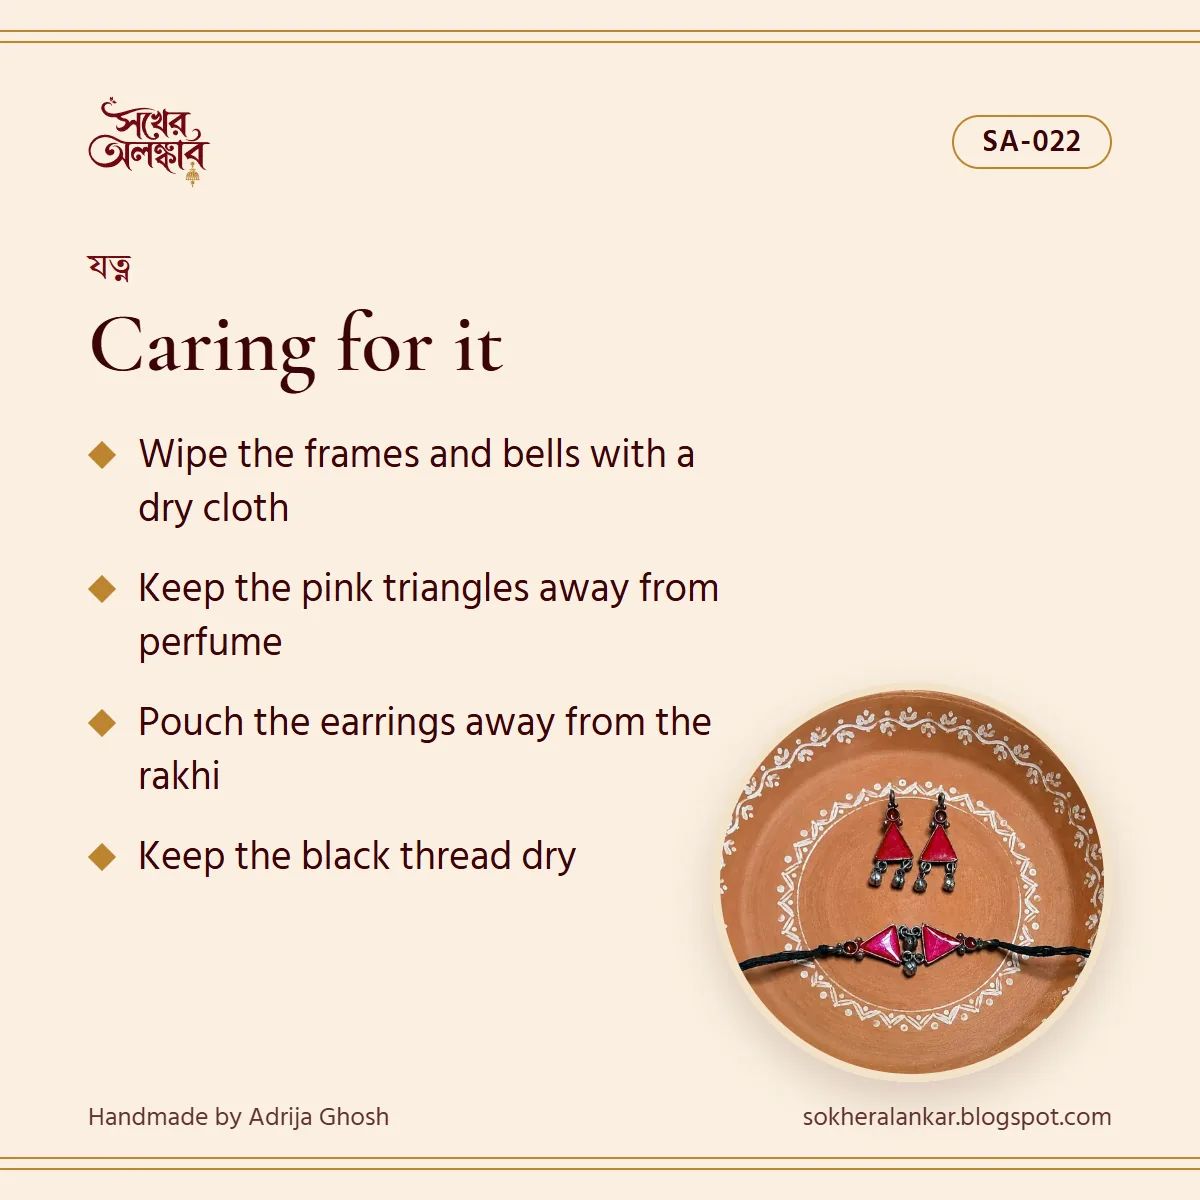 সখের
অলঙ্কার
SA-022
যত্ন
Caring for it
Wipe the frames and bells with a
dry cloth
Keep the pink triangles away from
perfume
Pouch the earrings away from the
rakhi
Keep the black thread dry
Handmade by Adrija Ghosh
sokheralankar.blogspot.com